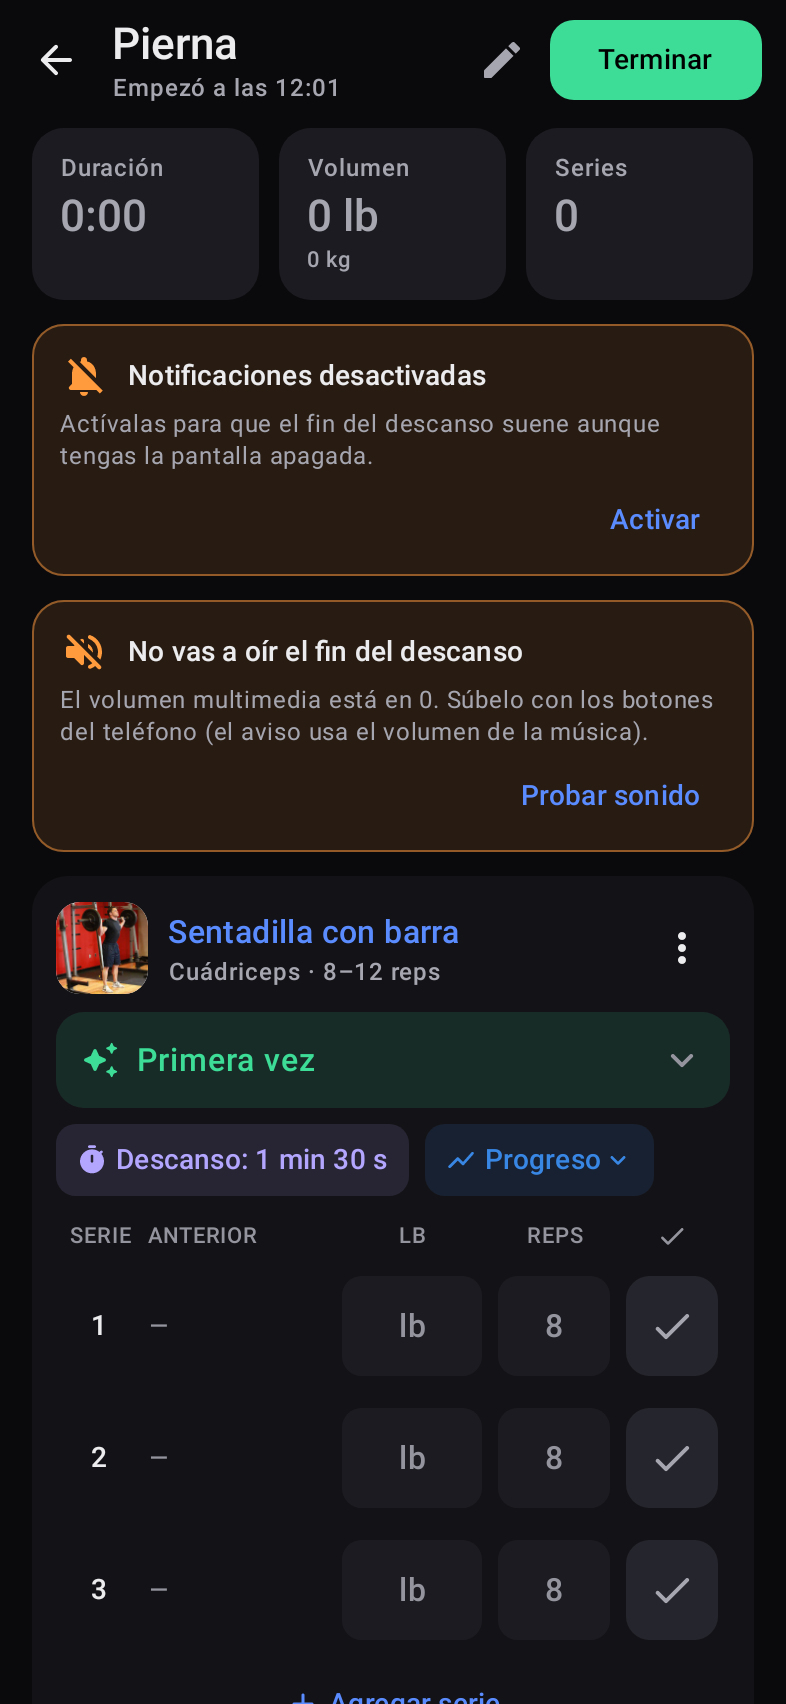 Pierna
Empezó a las 12:01
Terminar
Duración
0:00
Volumen
0 lb
0 kg
Series
0
Notificaciones desactivadas
Actívalas para que el fin del descanso suene aunque
tengas la pantalla apagada.
Activar
No vas a oír el fin del descanso
El volumen multimedia está en 0. Súbelo con los botones
del teléfono (el aviso usa el volumen de la música).
Probar sonido
Sentadilla con barra
Cuádriceps · 8–12 reps
Primera vez
Descanso: 1 min 30 s
Progreso
SERIE ANTERIOR LB REPS
1 – lb 8
2 – lb 8
3 – lb 8
+ Agregar serie